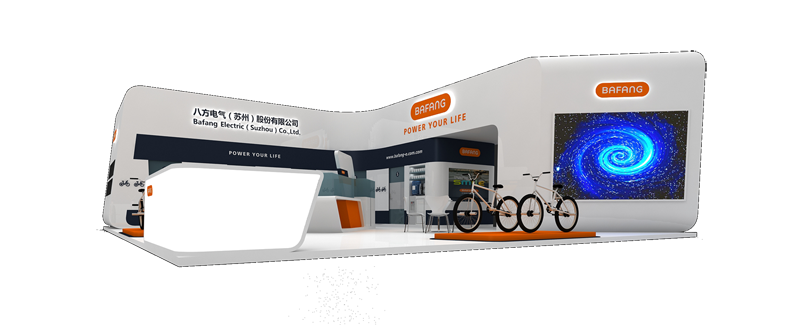 八方电气（苏州）股份有限公司
Bafang Electric (Suzhou) Co.,Ltd.
POWER YOUR LIFE
BAFANG
POWER YOUR LIFE
BAFANG
BAFANG